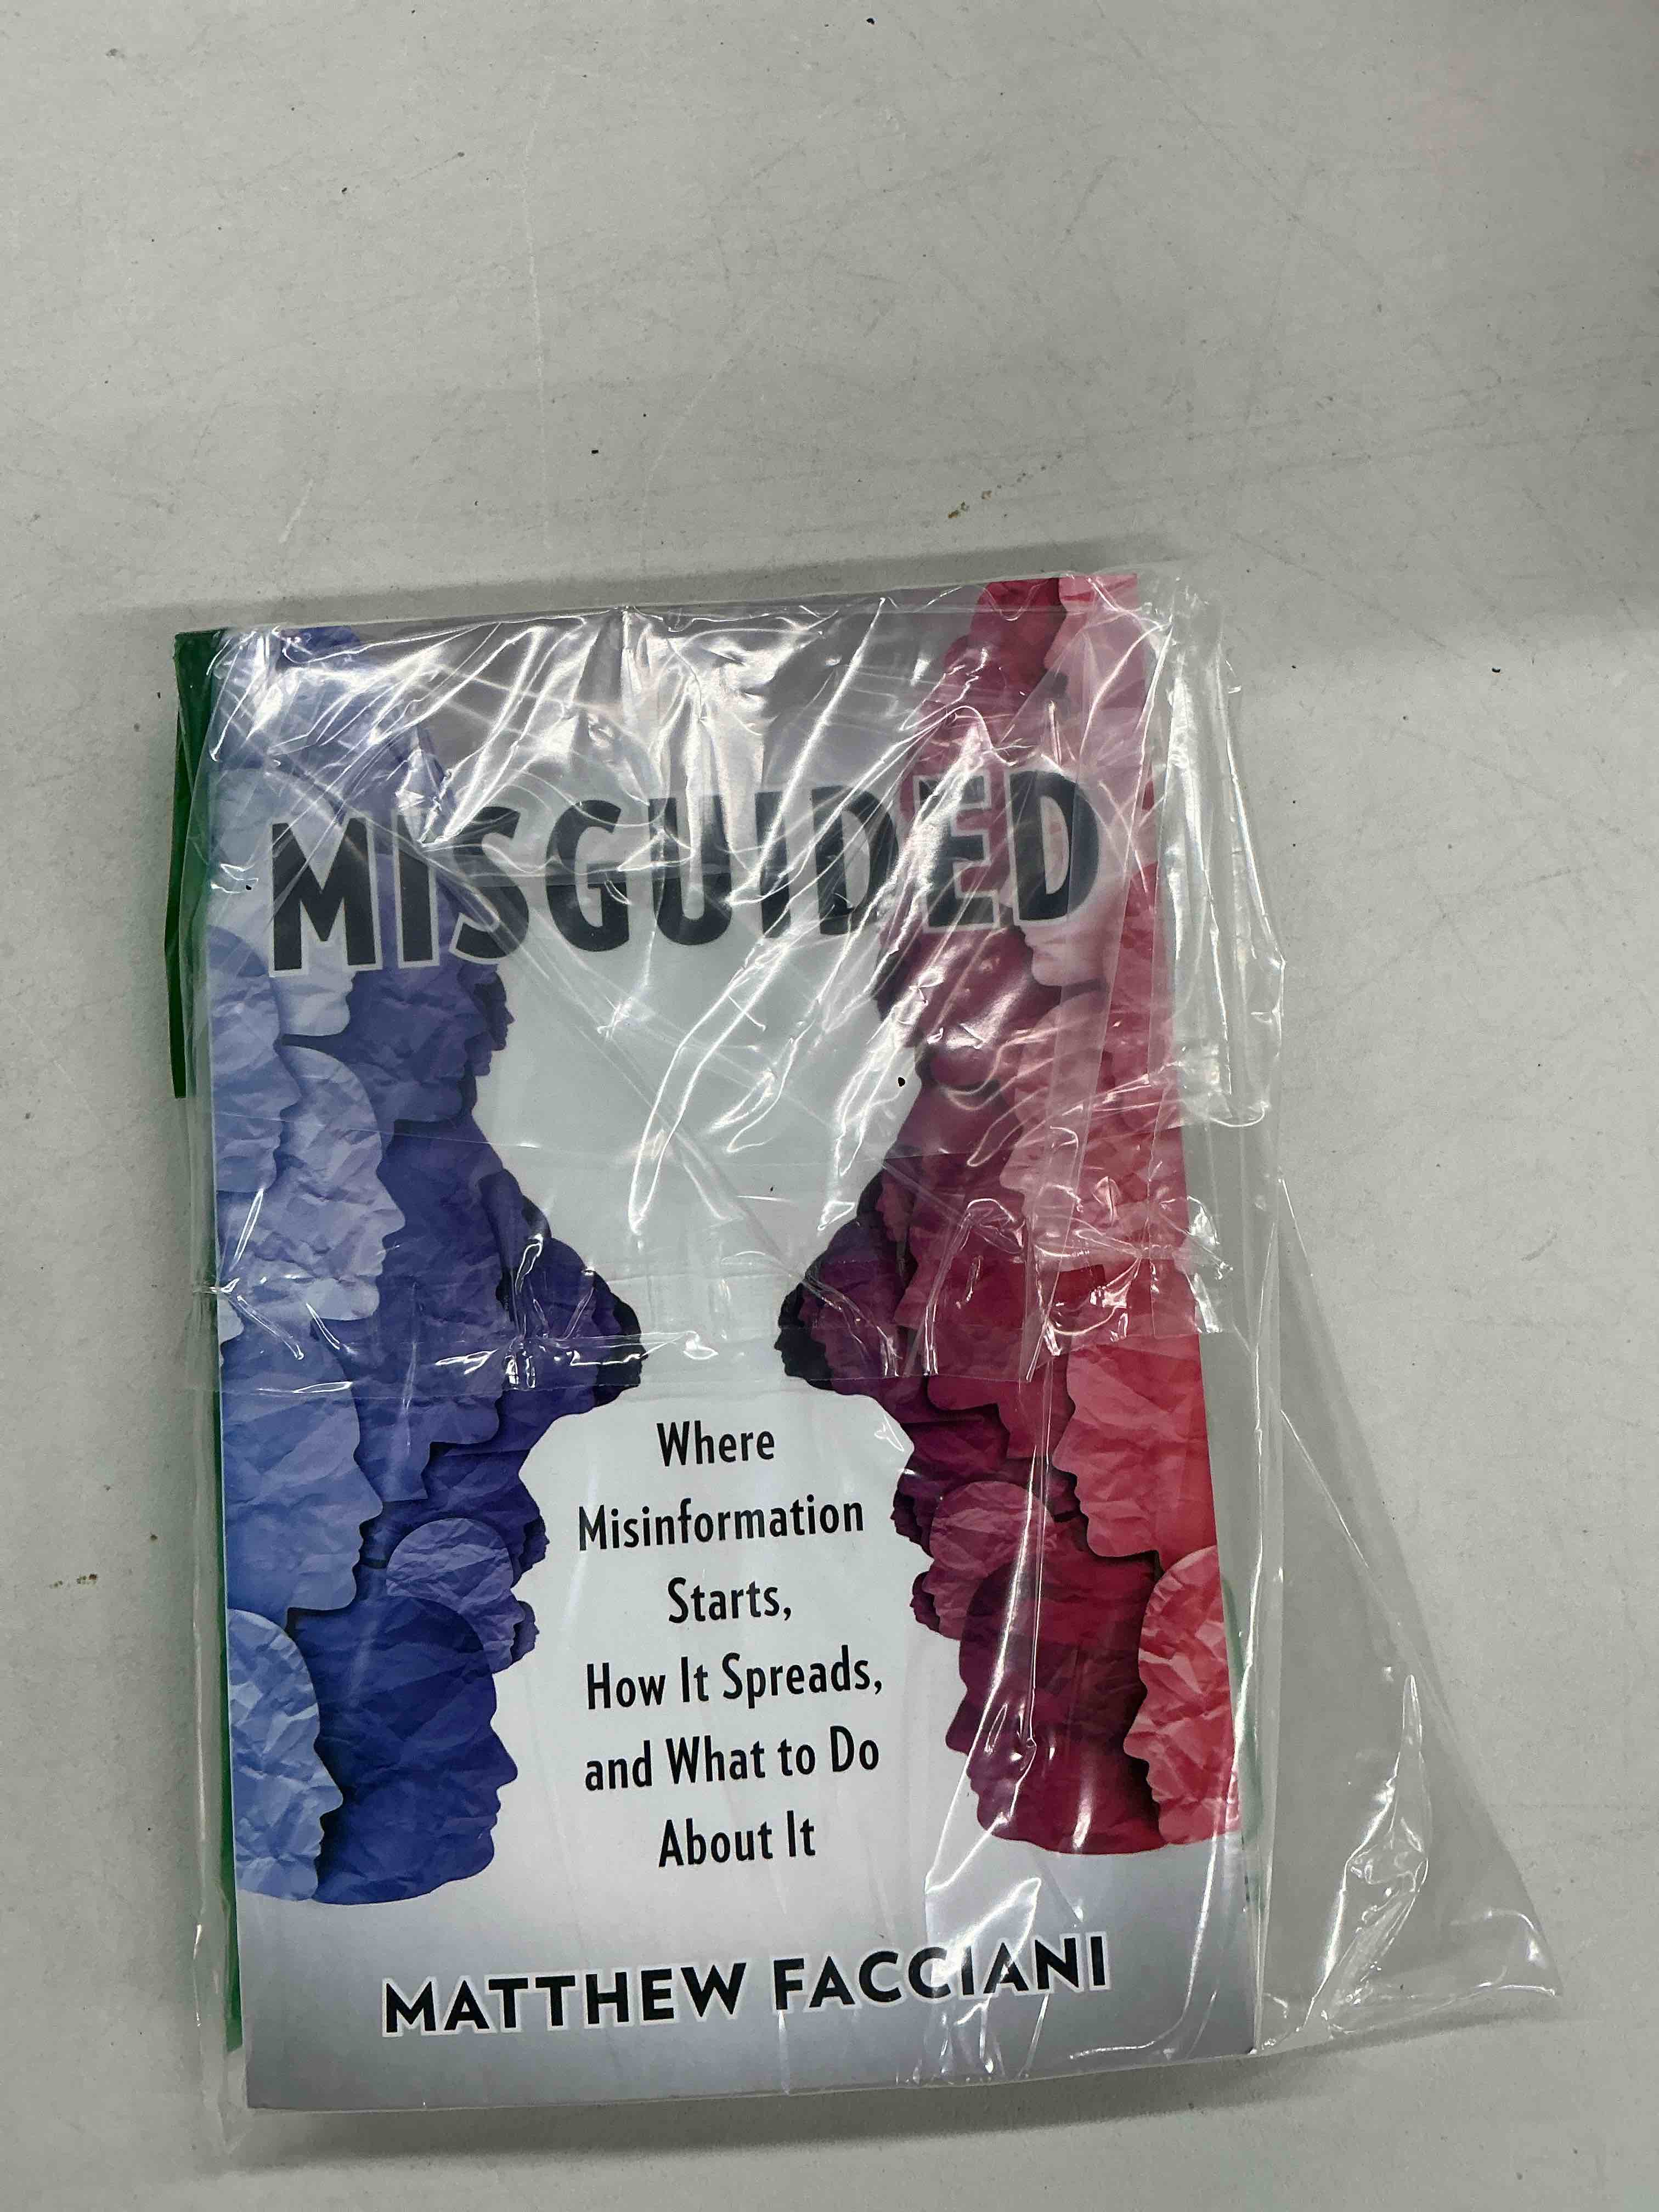 MISGUIDED
Where
Misinformation
Starts,
How It Spreads,
and What to Do
About It
MATTHEW FACCIANI